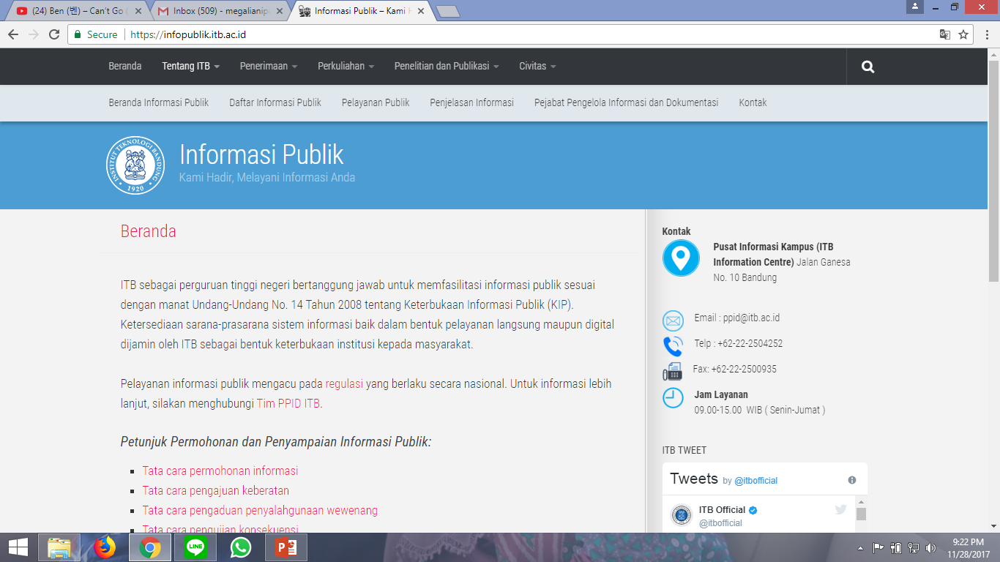 (24) Ben (벤) – Can't Go (
Inbox (509) - megalianip
Informasi Publik – Kami H
Secure
https://infopublik.itb.ac.id
Beranda
Tentang ITB
Penerimaan
Perkuliahan
Penelitian dan Publikasi
Civitas
Beranda Informasi Publik
Daftar Informasi Publik
Pelayanan Publik
Penjelasan Informasi
Pejabat Pengelola Informasi dan Dokumentasi
Kontak
INSTITUT TEKNOLOGI BANDUNG
1920
Informasi Publik
Kami Hadir, Melayani Informasi Anda
Beranda
ITB sebagai perguruan tinggi negeri bertanggung jawab untuk memfasilitasi informasi publik sesuai
dengan manat Undang-Undang No. 14 Tahun 2008 tentang Keterbukaan Informasi Publik (KIP).
Ketersediaan sarana-prasarana sistem informasi baik dalam bentuk pelayanan langsung maupun digital
dijamin oleh ITB sebagai bentuk keterbukaan institusi kepada masyarakat.
Pelayanan informasi publik mengacu pada regulasi yang berlaku secara nasional. Untuk informasi lebih
lanjut, silakan menghubungi Tim PPID ITB.
Petunjuk Permohonan dan Penyampaian Informasi Publik:
Tata cara permohonan informasi
Tata cara pengajuan keberatan
Tata cara pengaduan penyalahgunaan wewenang
Tata cara pengujian konsekuensi
Kontak
Pusat Informasi Kampus (ITB
Information Centre) Jalan Ganesa
No. 10 Bandung
Email : ppid@itb.ac.id
Telp : +62-22-2504252
Fax: +62-22-2500935
Jam Layanan
09.00-15.00 WIB ( Senin-Jumat )
ITB TWEET
Tweets by @itbofficial
ITB Official
@itbofficial
LINE
9:22 PM
11/28/2017